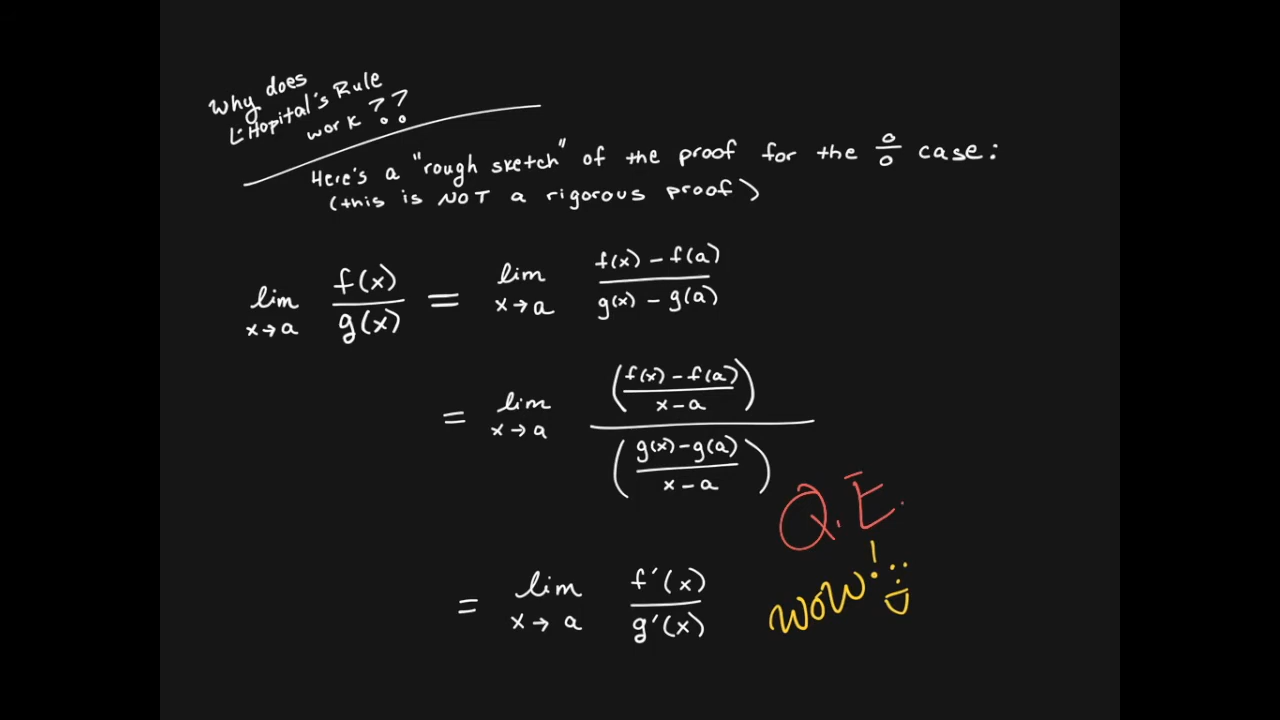 Why does
L'Hopital's Rule
work ??
Here's a "rough sketch" of the proof for the 0/0 case:
(this is NOT a rigorous proof)
lim x→a f(x)/g(x) = lim x→a (f(x) - f(a))/(g(x) - g(a))
= lim x→a ((f(x) - f(a))/(x - a))/((g(x) - g(a))/(x - a))
= lim x→a f'(x)/g'(x)
Q.E.
WOW!